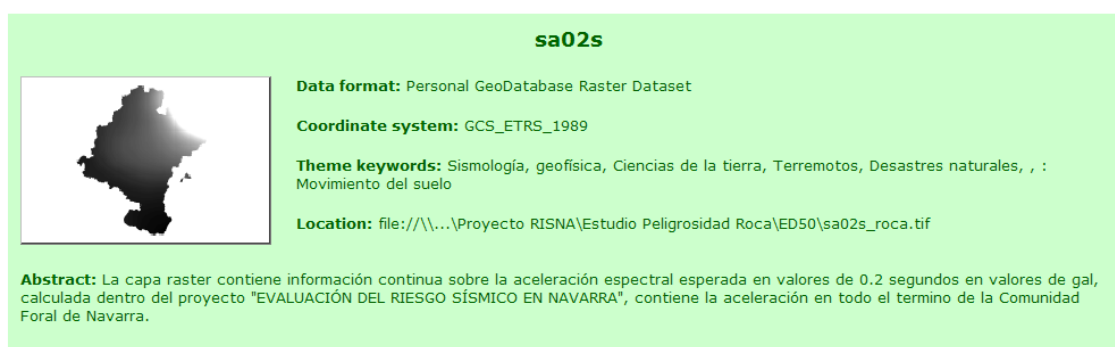 sa02s
Data format: Personal GeoDatabase Raster Dataset
Coordinate system: GCS_ETRS_1989
Theme keywords: Sismología, geofísica, Ciencias de la tierra, Terremotos, Desastres naturales, , :
Movimiento del suelo
Location: file://\\...\Proyecto RISNA\Estudio Peligrosidad Roca\ED50\sa02s_roca.tif
Abstract: La capa raster contiene información continua sobre la aceleración espectral esperada en valores de 0.2 segundos en valores de gal,
calculada dentro del proyecto "EVALUACIÓN DEL RIESGO SÍSMICO EN NAVARRA", contiene la aceleración en todo el termino de la Comunidad
Foral de Navarra.